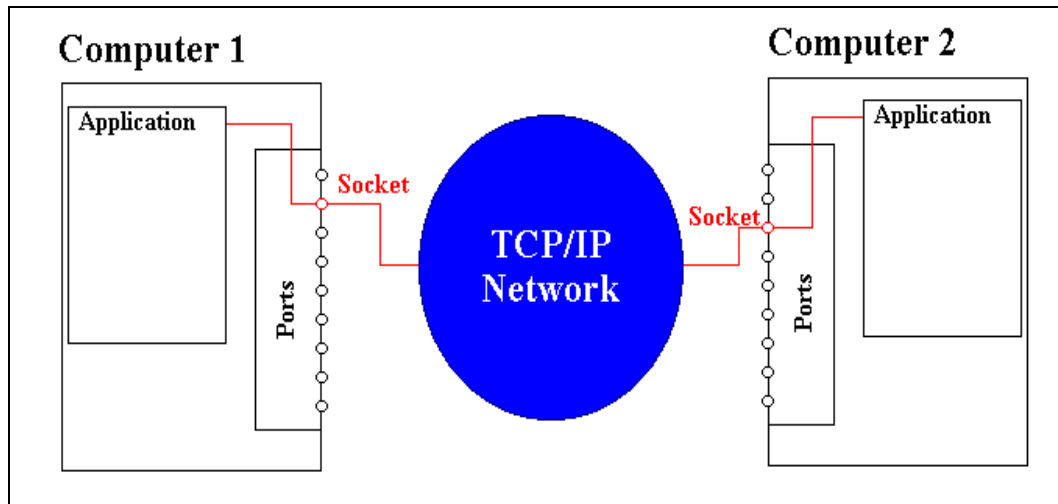 Computer 1
Computer 2
Application
Application
Socket
Socket
TCP/IP
Network
Ports
Ports